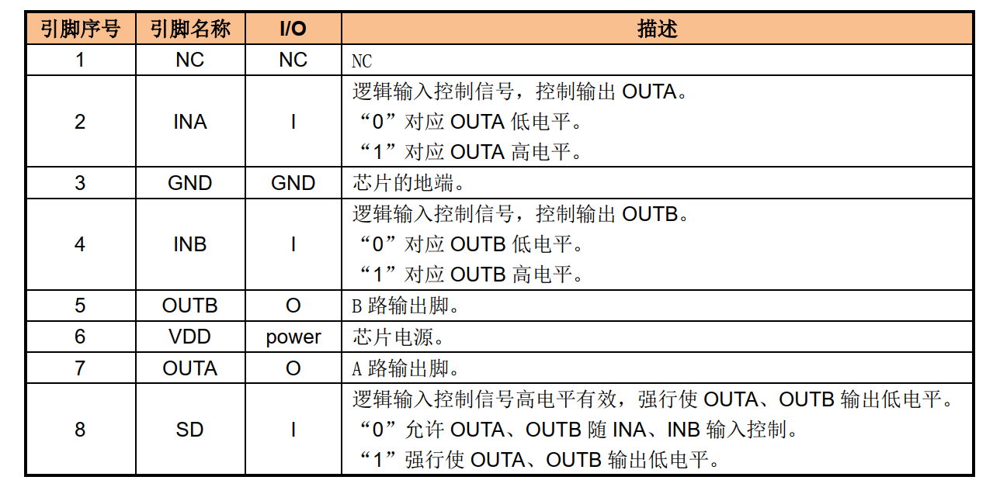 引脚序号 引脚名称 I/O 描述
1 NC NC NC
2 INA I 逻辑输入控制信号，控制输出 OUTA。
“0”对应 OUTA 低电平。
“1”对应 OUTA 高电平。
3 GND GND 芯片的地端。
4 INB I 逻辑输入控制信号，控制输出 OUTB。
“0”对应 OUTB 低电平。
“1”对应 OUTB 高电平。
5 OUTB O B 路输出脚。
6 VDD power 芯片电源。
7 OUTA O A 路输出脚。
8 SD I 逻辑输入控制信号高电平有效，强行使 OUTA、OUTB 输出低电平。
“0”允许 OUTA、OUTB 随 INA、INB 输入控制。
“1”强行使 OUTA、OUTB 输出低电平。